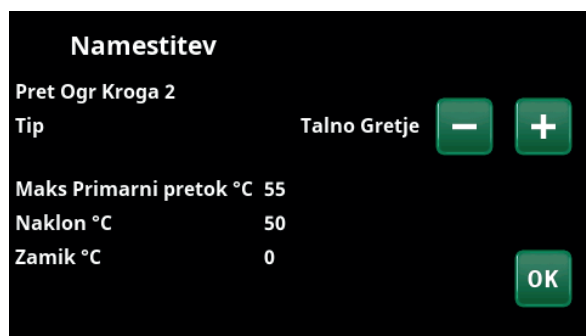 Namestitev
Pret Ogr Kroga 2
Tip Talno Gretje − +
Maks Primarni pretok °C 55
Naklon °C 50
Zamik °C 0
OK